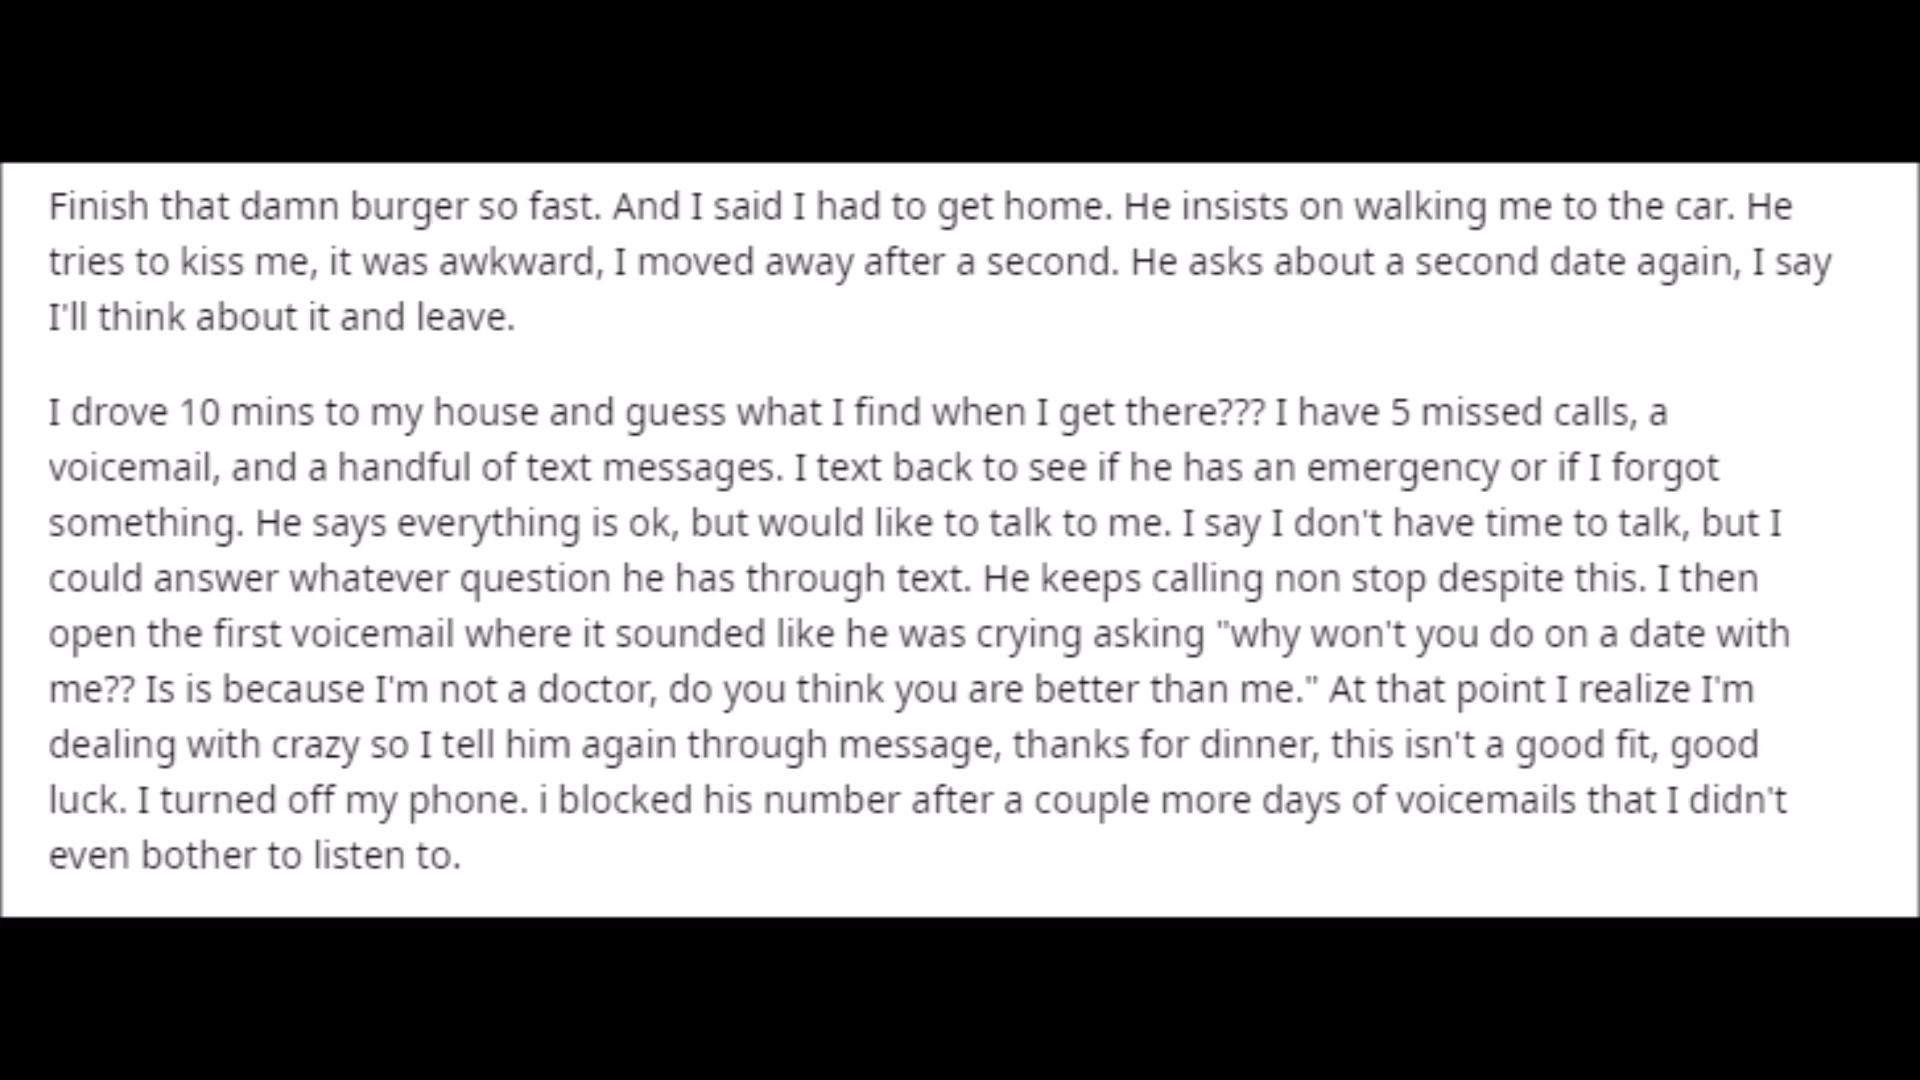 Finish that damn burger so fast. And I said I had to get home. He insists on walking me to the car. He
tries to kiss me, it was awkward, I moved away after a second. He asks about a second date again, I say
I'll think about it and leave.
I drove 10 mins to my house and guess what I find when I get there??? I have 5 missed calls, a
voicemail, and a handful of text messages. I text back to see if he has an emergency or if I forgot
something. He says everything is ok, but would like to talk to me. I say I don't have time to talk, but I
could answer whatever question he has through text. He keeps calling non stop despite this. I then
open the first voicemail where it sounded like he was crying asking "why won't you do on a date with
me?? Is is because I'm not a doctor, do you think you are better than me." At that point I realize I'm
dealing with crazy so I tell him again through message, thanks for dinner, this isn't a good fit, good
luck. I turned off my phone. i blocked his number after a couple more days of voicemails that I didn't
even bother to listen to.